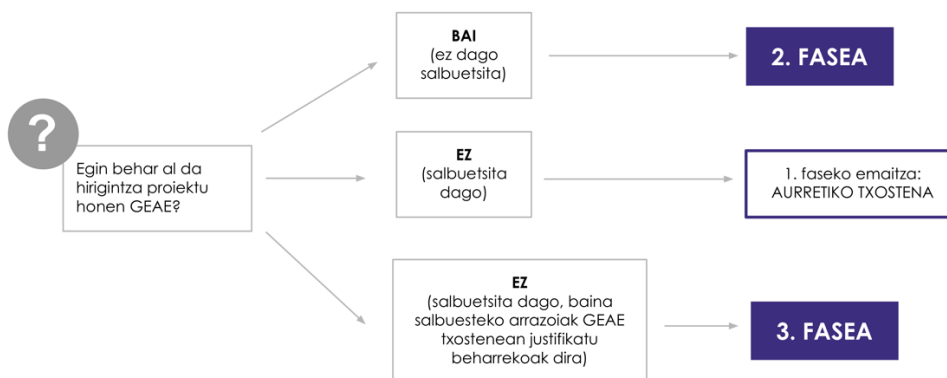 ?
Egin behar al da
hirigintza proiektu
honen GEAE?
BAI
(ez dago
salbuetsita)
2. FASEA
EZ
(salbuetsita
dago)
1. faseko emaitza:
AURRETIKO TXOSTENA
EZ
(salbuetsita dago, baina
salbuesteko arrazoiak GEAE
txostenean justifikatu
beharrekoak dira)
3. FASEA